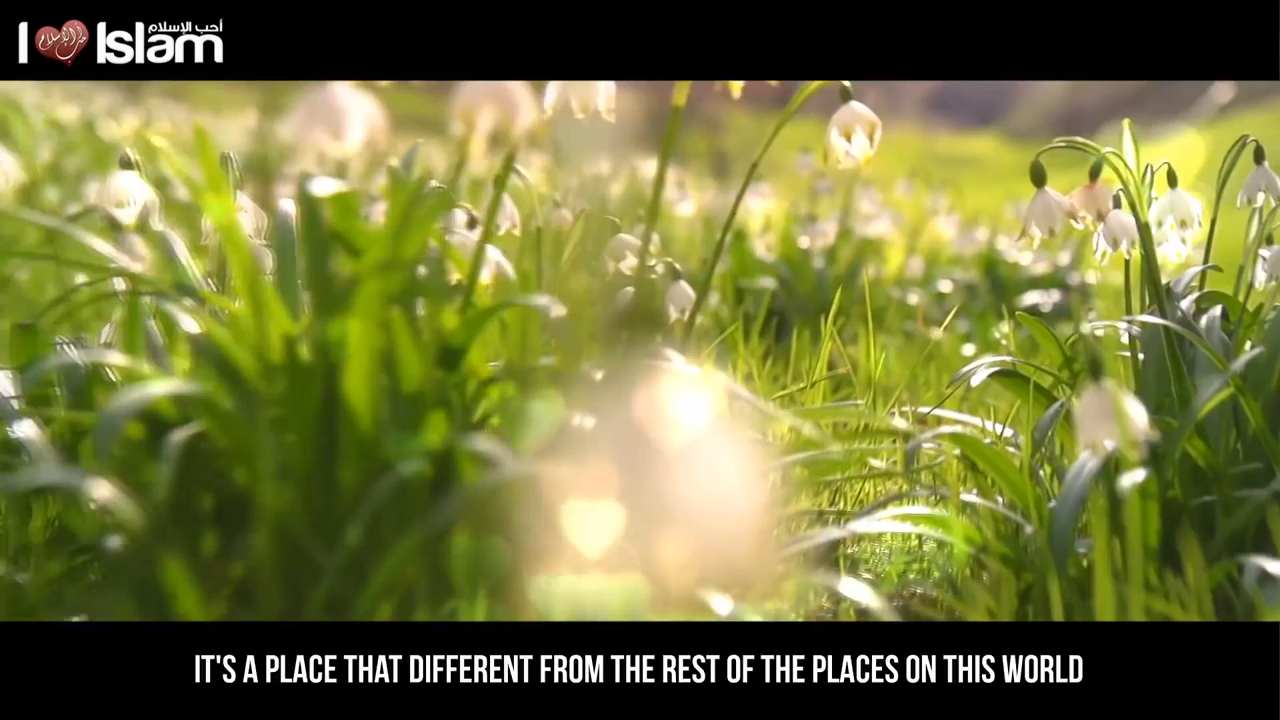 أحب الإسلام
I Islam
IT'S A PLACE THAT DIFFERENT FROM THE REST OF THE PLACES ON THIS WORLD